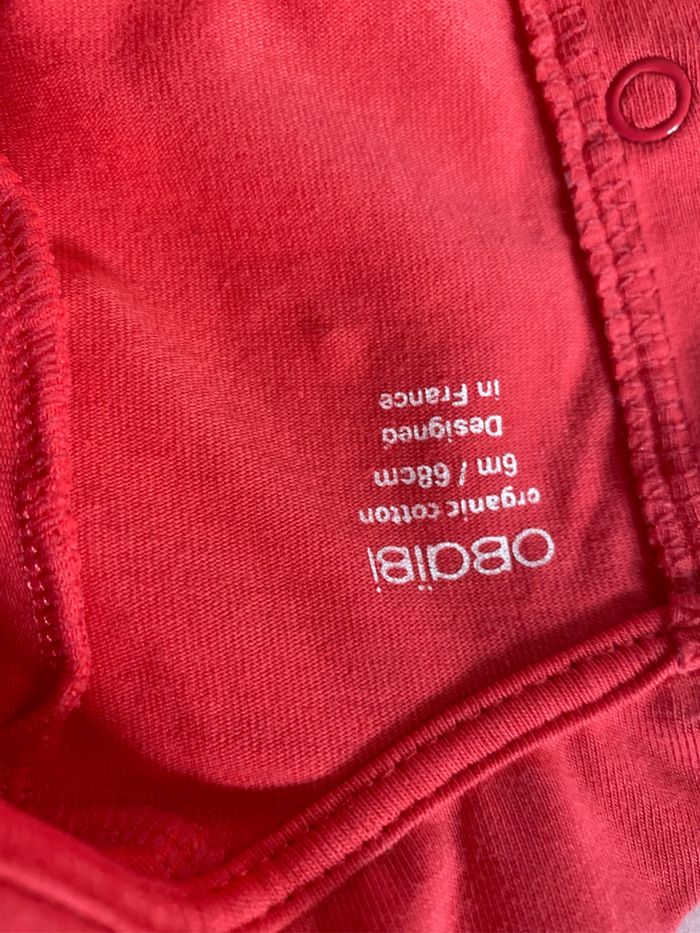 OBaïBi
organic cotton
6m / 68cm
Designed
in France